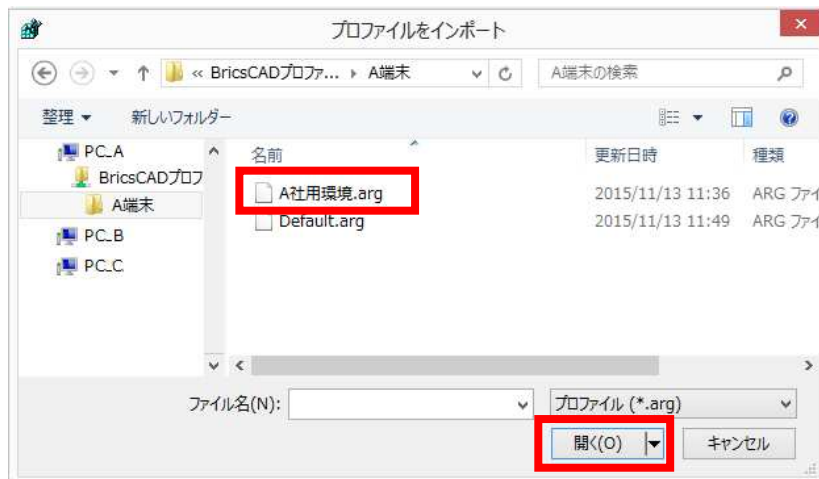 プロファイルをインポート
« BricsCADプロファ... ▸ A端末
A端末の検索
整理
新しいフォルダー
PC_A
BricsCADプロフ
A端末
PC_B
PC_C
名前 更新日時 種類
A社用環境.arg 2015/11/13 11:36 ARG ファイ
Default.arg 2015/11/13 11:49 ARG ファイ
ファイル名(N): プロファイル (*.arg)
開く(O) キャンセル